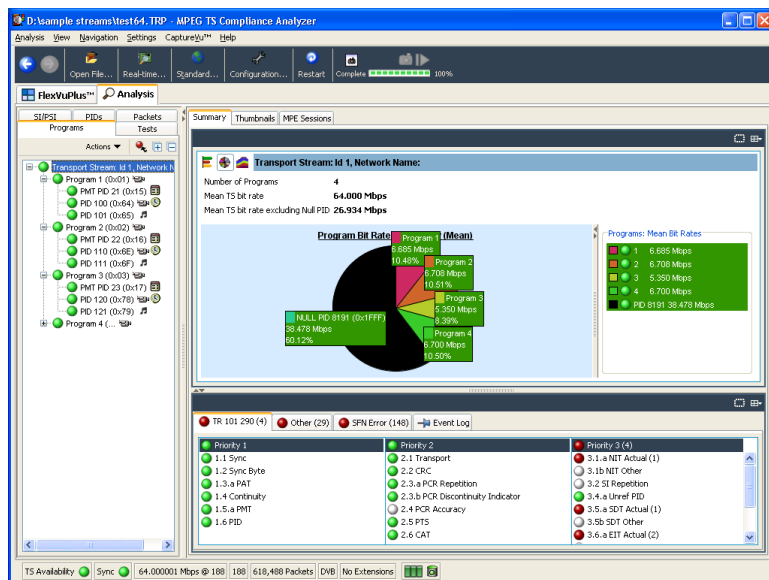 D:\sample streams\test64.TRP - MPEG TS Compliance Analyzer
Analysis View Navigation Settings CaptureVu™ Help
Open File... Real-time... Standard... Configuration... Restart Complete 100%
FlexVuPlus™ Analysis
SI/PSI PIDs Packets
Programs Tests
Actions
Transport Stream: Id 1, Network N
Program 1 (0x01)
PMT PID 21 (0x15)
PID 100 (0x64)
PID 101 (0x65)
Program 2 (0x02)
PMT PID 22 (0x16)
PID 110 (0x6E)
PID 111 (0x6F)
Program 3 (0x03)
PMT PID 23 (0x17)
PID 120 (0x78)
PID 121 (0x79)
Program 4 (...
Summary Thumbnails MPE Sessions
Transport Stream: Id 1, Network Name:
Number of Programs 4
Mean TS bit rate 64.000 Mbps
Mean TS bit rate excluding Null PID 26.934 Mbps
Program Bit Rate (Mean)
Program 1
6.685 Mbps
10.48%
Program 2
6.708 Mbps
10.51%
Program 3
5.350 Mbps
8.39%
Program 4
6.700 Mbps
10.50%
NULL PID 8191 (0x1FFF)
38.478 Mbps
60.12%
Programs: Mean Bit Rates
1 6.685 Mbps
2 6.708 Mbps
3 5.350 Mbps
4 6.700 Mbps
PID 8191 38.478 Mbps
TR 101 290 (4) Other (29) SFN Error (148) Event Log
Priority 1
1.1 Sync
1.2 Sync Byte
1.3.a PAT
1.4 Continuity
1.5.a PMT
1.6 PID
Priority 2
2.1 Transport
2.2 CRC
2.3.a PCR Repetition
2.3.b PCR Discontinuity Indicator
2.4 PCR Accuracy
2.5 PTS
2.6 CAT
Priority 3 (4)
3.1.a NIT Actual (1)
3.1b NIT Other
3.2 SI Repetition
3.4.a Unref PID
3.5.a SDT Actual (1)
3.5b SDT Other
3.6.a EIT Actual (2)
TS Availability Sync 64.000001 Mbps @ 188 188 618,488 Packets DVB No Extensions